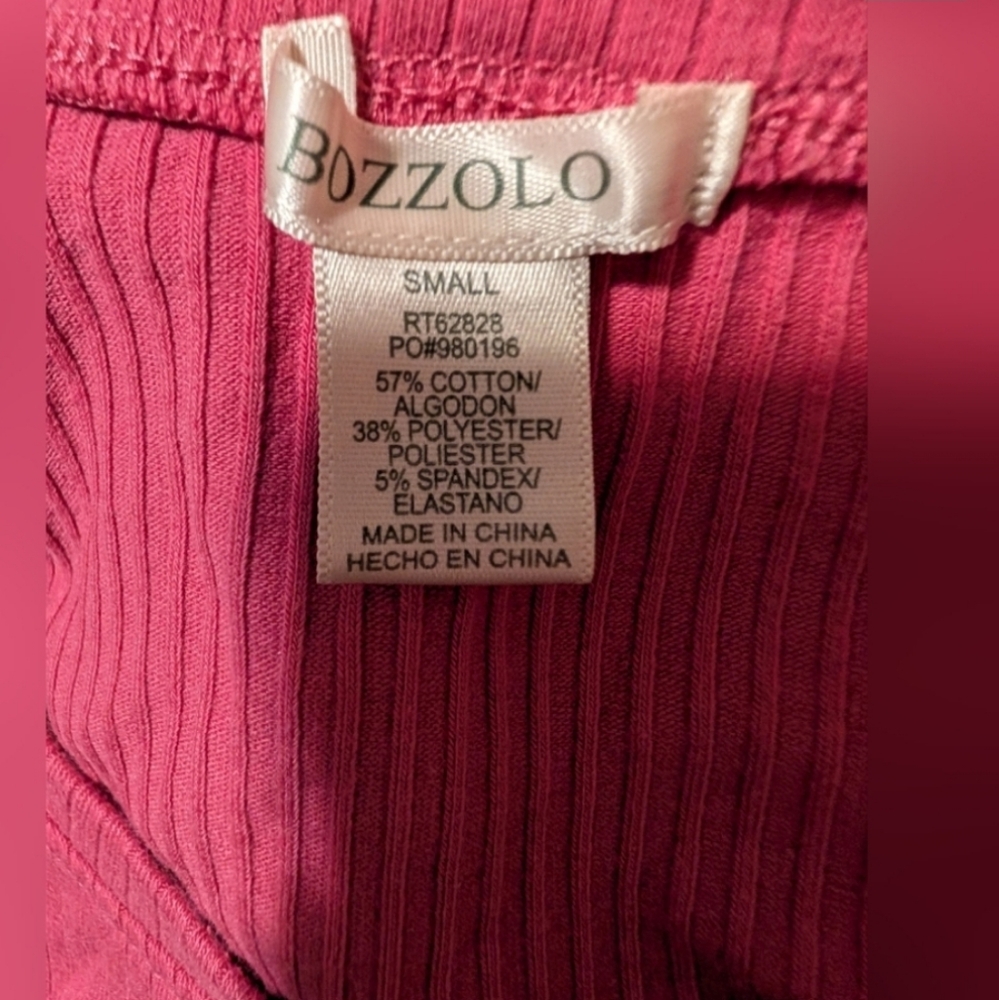 BOZZOLO
SMALL
RT62828
PO#980196
57% COTTON/
ALGODON
38% POLYESTER/
POLIESTER
5% SPANDEX/
ELASTANO
MADE IN CHINA
HECHO EN CHINA